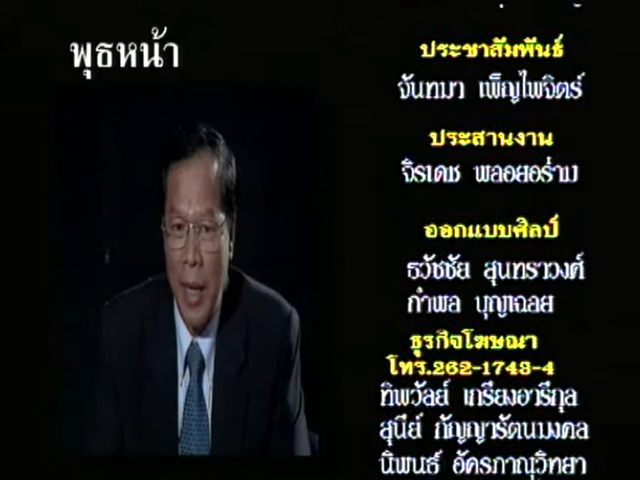 พุธหน้า
ประชาสัมพันธ์
จันทมา เพ็ญไพจิตร์
ประสานงาน
จิรเดช พลอยอร่าม
ออกแบบศิลป์
ธวัชชัย สุนทราวงศ์
กำพล บุญเฉลย
ธุรกิจโฆษณา
โทร.262-1743-4
ทิพวัลย์ เกรียงอารีกุล
สุนีย์ กัญญารัตนมงคล
นิพนธ์ อัครภาณุวิทยา